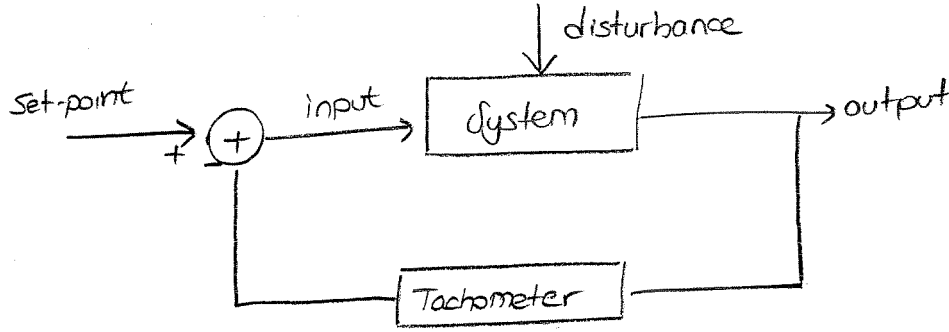 disturbance
set-point
input
System
output
+
+
-
Tachometer